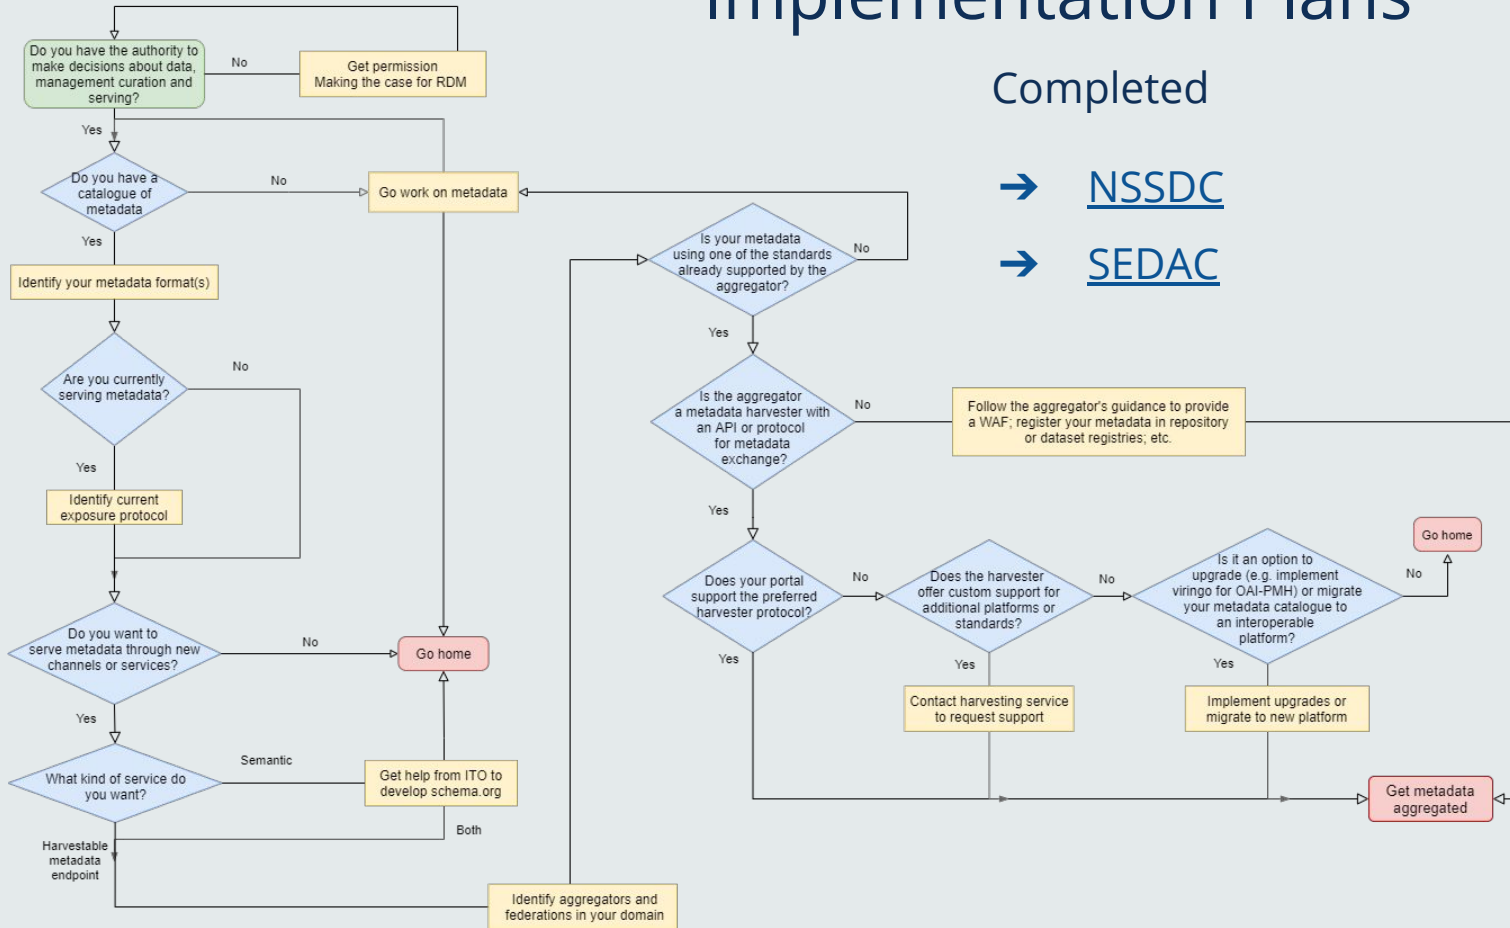 Implementation Plans
Completed
➔ NSSDC
➔ SEDAC
Do you have the authority to
make decisions about data,
management curation and
serving?
No
Get permission
Making the case for RDM
Yes
Do you have a
catalogue of
metadata
No
Go work on metadata
Yes
Identify your metadata format(s)
Are you currently
serving metadata?
No
Yes
Identify current
exposure protocol
Do you want to
serve metadata through new
channels or services?
No
Go home
Yes
What kind of service do
you want?
Semantic
Get help from ITO to
develop schema.org
Both
Harvestable
metadata
endpoint
Identify aggregators and
federations in your domain
Is your metadata
using one of the standards
already supported by the
aggregator?
No
Yes
Is the aggregator
a metadata harvester with
an API or protocol
for metadata
exchange?
No
Follow the aggregator's guidance to provide
a WAF; register your metadata in repository
or dataset registries; etc.
Yes
Does your portal
support the preferred
harvester protocol?
No
Does the harvester
offer custom support for
additional platforms or
standards?
No
Is it an option to
upgrade (e.g. implement
viringo for OAI-PMH) or migrate
your metadata catalogue to
an interoperable
platform?
No
Go home
Yes
Yes
Contact harvesting service
to request support
Yes
Implement upgrades or
migrate to new platform
Get metadata
aggregated